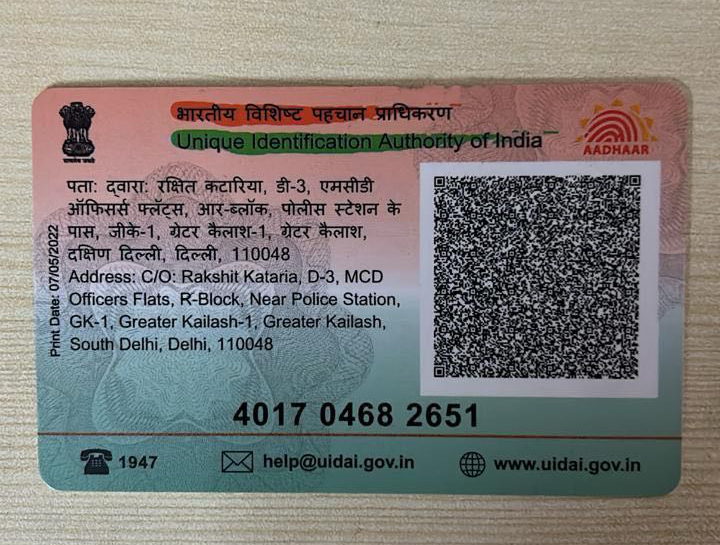 भारतीय विशिष्ट पहचान प्राधिकरण
Unique Identification Authority of India
AADHAAR
पता: द्वारा: रक्षित कटारिया, डी-3, एमसीडी
ऑफिसर्स फ्लॅट्स, आर-ब्लॉक, पोलीस स्टेशन के
पास, जीके-1, ग्रेटर कैलाश-1, ग्रेटर कैलाश,
दक्षिण दिल्ली, दिल्ली, 110048
Address: C/O: Rakshit Kataria, D-3, MCD
Officers Flats, R-Block, Near Police Station,
GK-1, Greater Kailash-1, Greater Kailash,
South Delhi, Delhi, 110048
Print Date: 07/05/2022
4017 0468 2651
1947
help@uidai.gov.in
www.uidai.gov.in